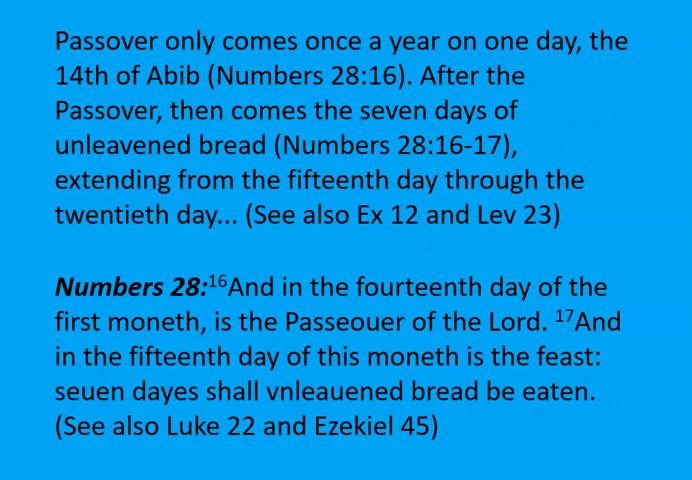 Passover only comes once a year on one day, the
14th of Abib (Numbers 28:16). After the
Passover, then comes the seven days of
unleavened bread (Numbers 28:16-17),
extending from the fifteenth day through the
twentieth day... (See also Ex 12 and Lev 23)
Numbers 28:16And in the fourteenth day of the
first moneth, is the Passeouer of the Lord. 17And
in the fifteenth day of this moneth is the feast:
seuen dayes shall vnleauened bread be eaten.
(See also Luke 22 and Ezekiel 45)